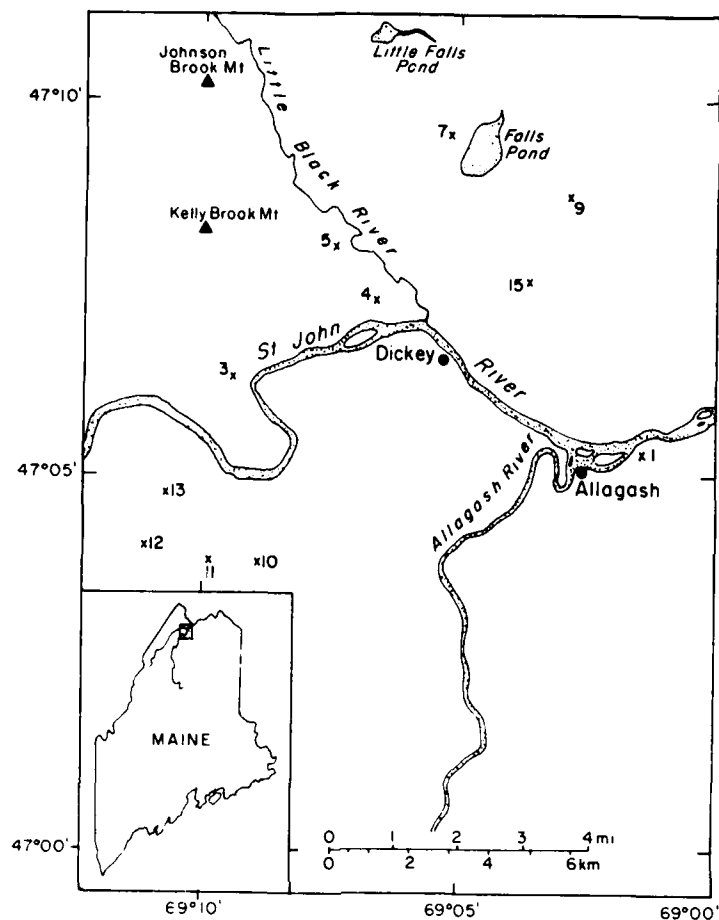 Johnson
Brook Mt
Little Falls
Pond
47°10'
Little Black River
7x
Falls
Pond
x9
Kelly Brook Mt
5x
15x
4x
St John River
Dickey
3x
Allagash River
x1
47°05'
Allagash
x13
x12
x
11
x10
MAINE
0 1 2 3 4 mi
0 2 4 6 km
47°00'
69°10' 69°05' 69°00'